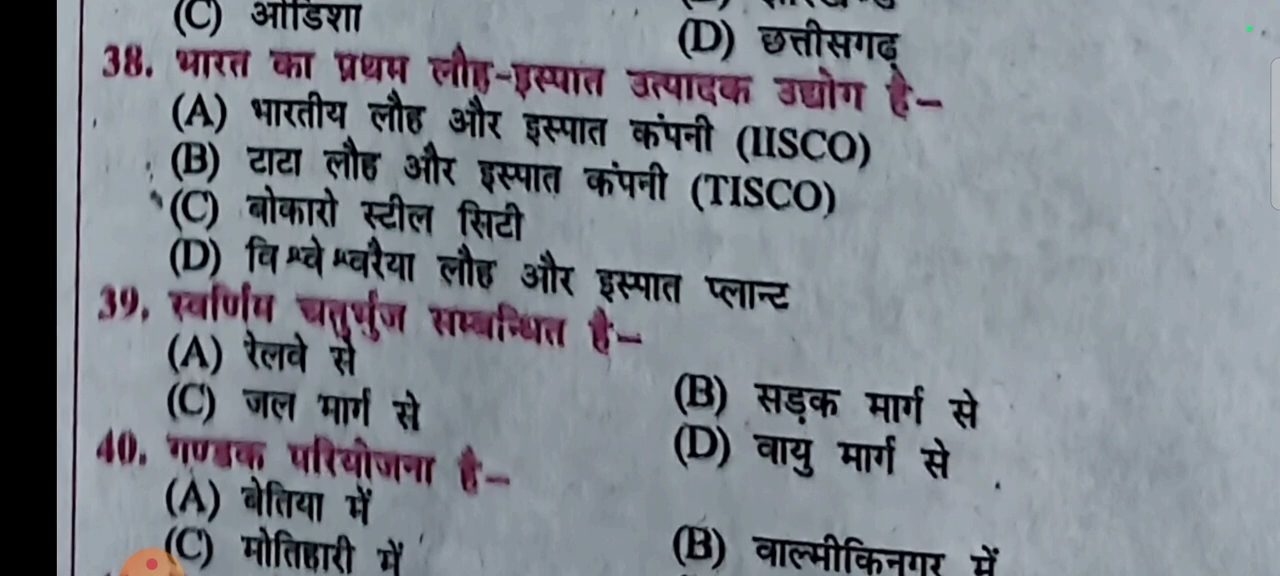 (C) ओडिशा
(D) छत्तीसगढ़
38. भारत का प्रथम लौह-इस्पात उत्पादक उद्योग है–
(A) भारतीय लौह और इस्पात कंपनी (IISCO)
(B) टाटा लौह और इस्पात कंपनी (TISCO)
(C) बोकारो स्टील सिटी
(D) विश्वेश्वरैया लौह और इस्पात प्लान्ट
39. स्वर्णिम चतुर्भुज सम्बन्धित है–
(A) रेलवे से
(B) सड़क मार्ग से
(C) जल मार्ग से
(D) वायु मार्ग से
40. गण्डक परियोजना है–
(A) बेतिया में
(B) वाल्मीकिनगर में
(C) मोतिहारी में